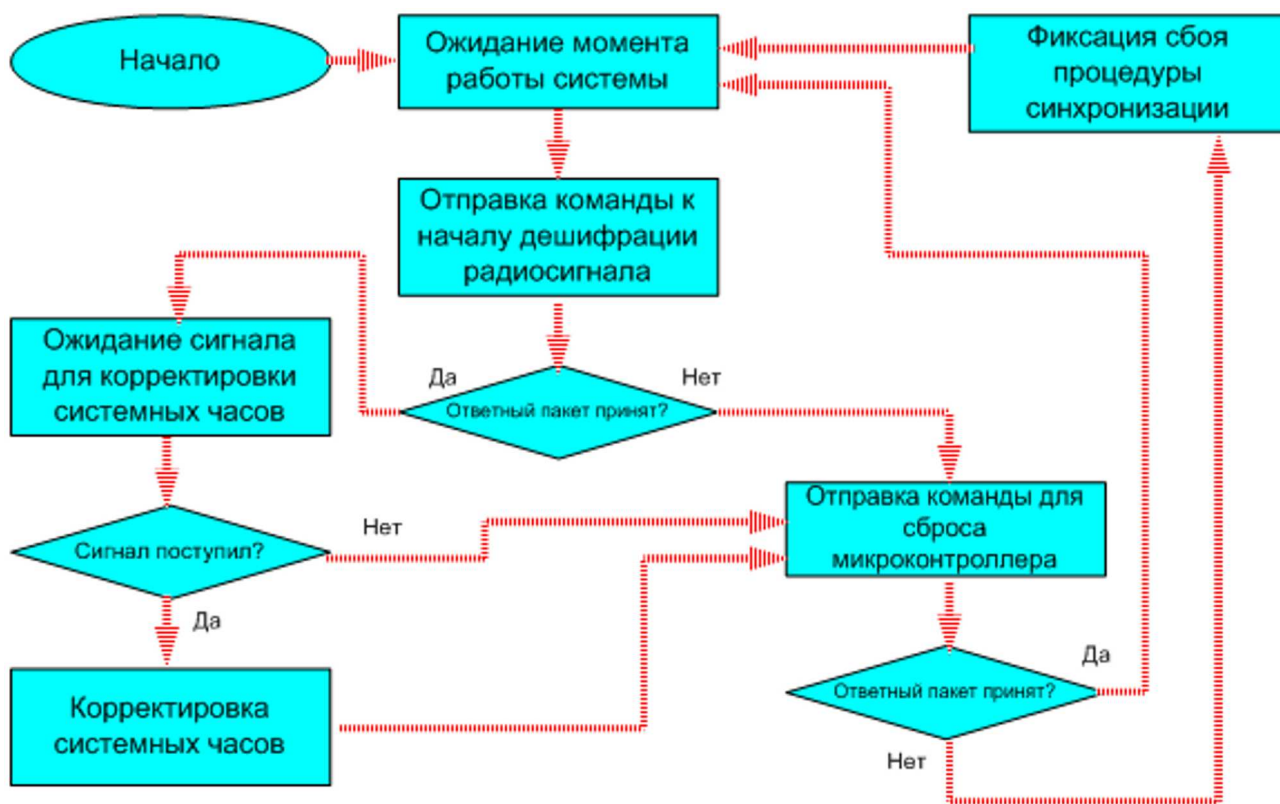 Начало
Ожидание момента
работы системы
Фиксация сбоя
процедуры
синхронизации
Отправка команды к
началу дешифрации
радиосигнала
Ожидание сигнала
для корректировки
системных часов
Да
Нет
Ответный пакет принят?
Отправка команды для
сброса
микроконтроллера
Нет
Сигнал поступил?
Да
Да
Ответный пакет принят?
Корректировка
системных часов
Нет